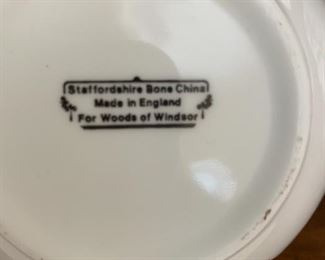 Staffordshire Bone China
Made in England
For Woods of Windsor